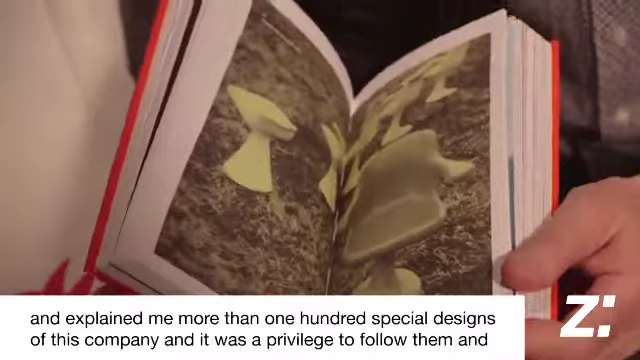 Z:
and explained me more than one hundred special designs
of this company and it was a privilege to follow them and